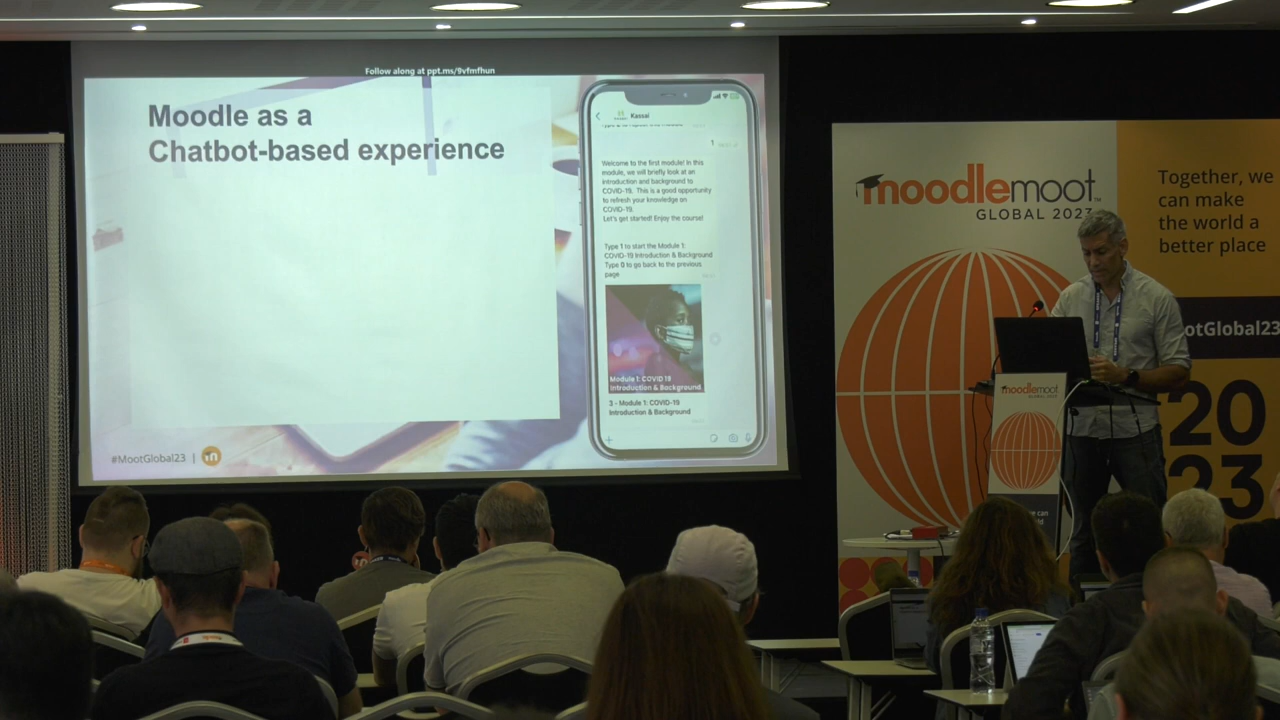 Follow along at ppt.ms/9vfmfhun
Moodle as a
Chatbot-based experience
Kassai
1
Welcome to the first module! In this
module, we will briefly look at an
introduction and background to
COVID-19. This is a good opportunity
to refresh your knowledge on
COVID-19.
Let's get started! Enjoy the course!
Type 1 to start the Module 1:
COVID-19 Introduction & Background
Type 0 to go back to the previous
page
Module 1: COVID 19
Introduction & Background
3 - Module 1: COVID-19
Introduction & Background
#MootGlobal23 |
moodlemoot
GLOBAL 2023
Together, we
can make
the world a
better place
otGlobal23
20
23
moodlemoot